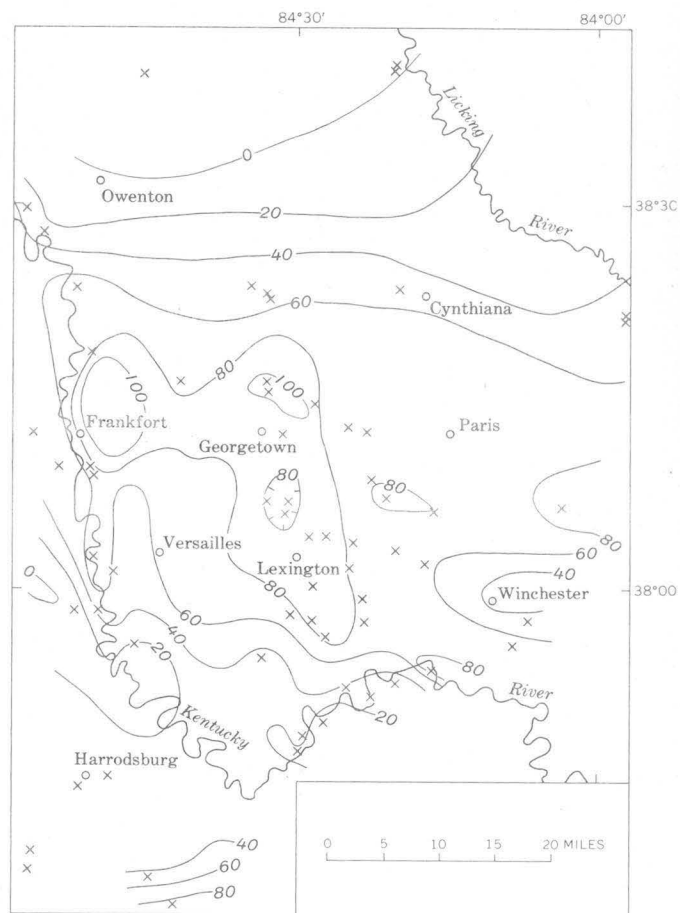 84°30'
84°00'
Licking
River
0
Owenton
20
38°30'
40
60
Cynthiana
80
100
100
Frankfort
Georgetown
Paris
80
80
80
Versailles
Lexington
60
40
0
80
Winchester
38°00'
60
40
20
80
River
Kentucky
20
Harrodsburg
40
60
80
0 5 10 15 20 MILES